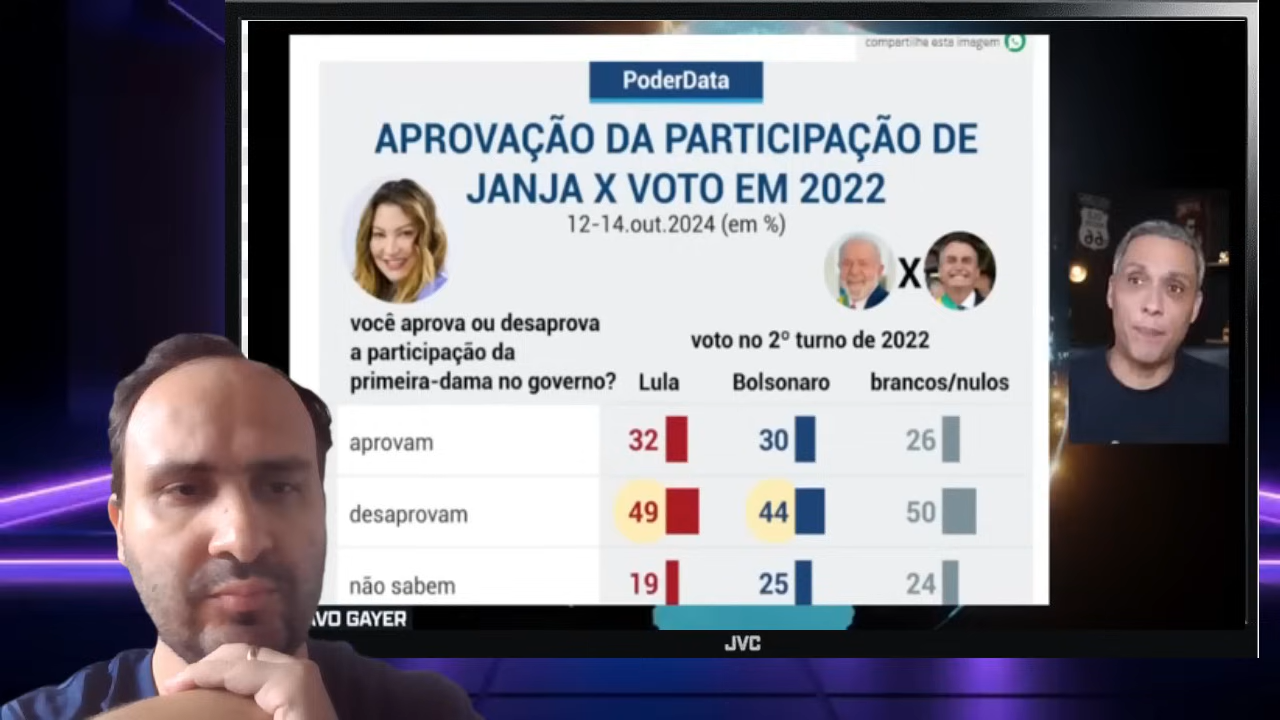 compartilhe esta imagem
PoderData
APROVAÇÃO DA PARTICIPAÇÃO DE
JANJA X VOTO EM 2022
12-14.out.2024 (em %)
X
você aprova ou desaprova
a participação da
primeira-dama no governo?
voto no 2º turno de 2022
Lula Bolsonaro brancos/nulos
aprovam 32 30 26
desaprovam 49 44 50
não sabem 19 25 24
AVO GAYER
JVC
66